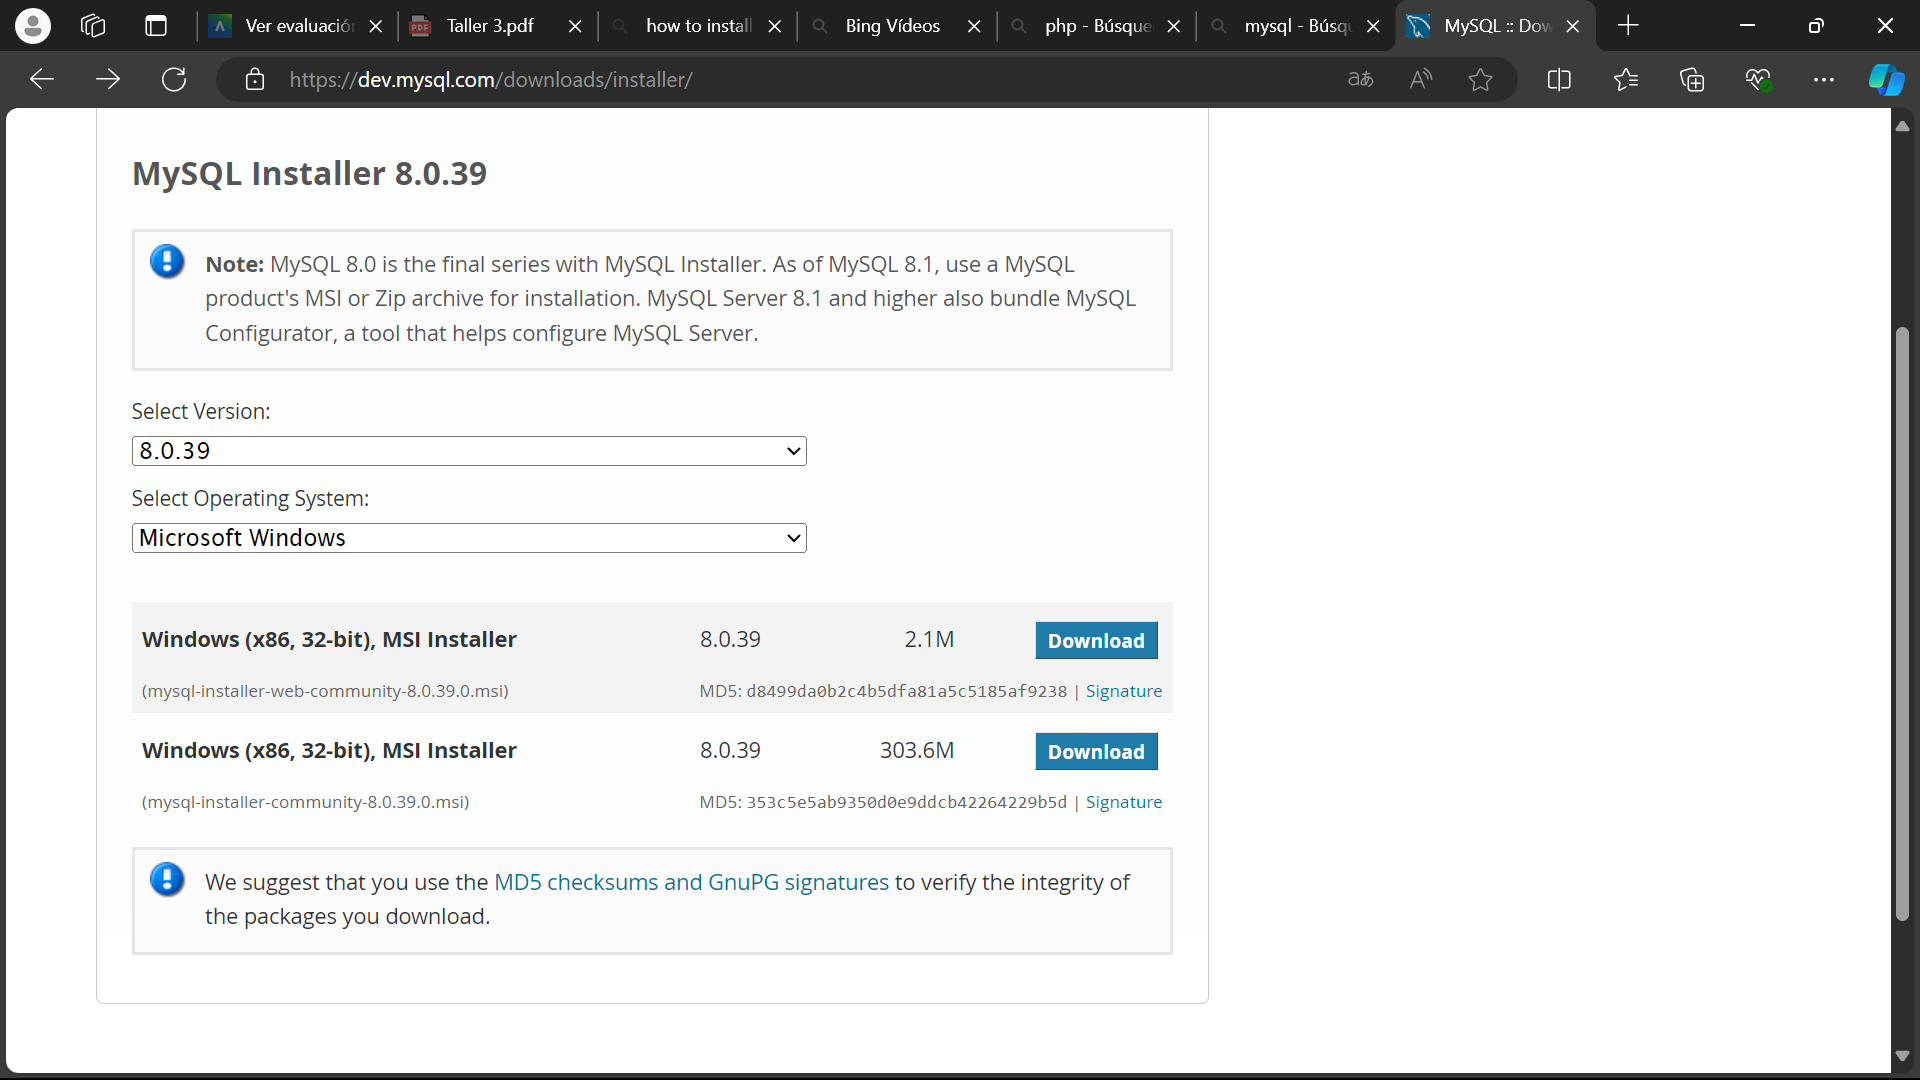 Ver evaluación
Taller 3.pdf
how to install
Bing Vídeos
php - Búsque
mysql - Búsqu
MySQL :: Dow
https://dev.mysql.com/downloads/installer/
MySQL Installer 8.0.39
Note: MySQL 8.0 is the final series with MySQL Installer. As of MySQL 8.1, use a MySQL
product's MSI or Zip archive for installation. MySQL Server 8.1 and higher also bundle MySQL
Configurator, a tool that helps configure MySQL Server.
Select Version:
8.0.39
Select Operating System:
Microsoft Windows
Windows (x86, 32-bit), MSI Installer 8.0.39 2.1M Download
(mysql-installer-web-community-8.0.39.0.msi) MD5: d8499da0b2c4b5dfa81a5c5185af9238 | Signature
Windows (x86, 32-bit), MSI Installer 8.0.39 303.6M Download
(mysql-installer-community-8.0.39.0.msi) MD5: 353c5e5ab9350d0e9ddcb42264229b5d | Signature
We suggest that you use the MD5 checksums and GnuPG signatures to verify the integrity of
the packages you download.